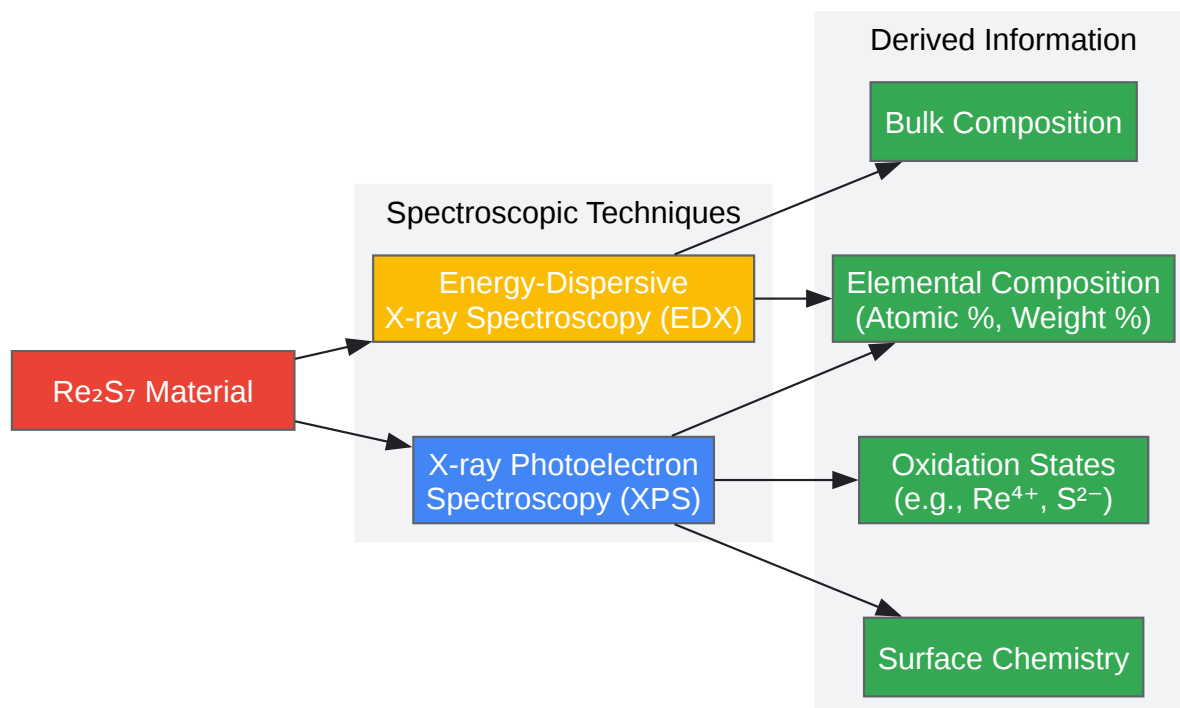 Derived Information
Bulk Composition
Spectroscopic Techniques
Energy-Dispersive
X-ray Spectroscopy (EDX)
Elemental Composition
(Atomic %, Weight %)
Re₂S₇ Material
X-ray Photoelectron
Spectroscopy (XPS)
Oxidation States
(e.g., Re⁴⁺, S²⁻)
Surface Chemistry